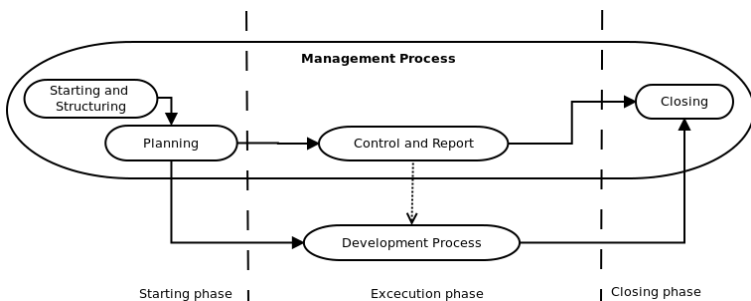 Management Process
Starting and
Structuring
Closing
Planning
Control and Report
Development Process
Starting phase
Excecution phase
Closing phase